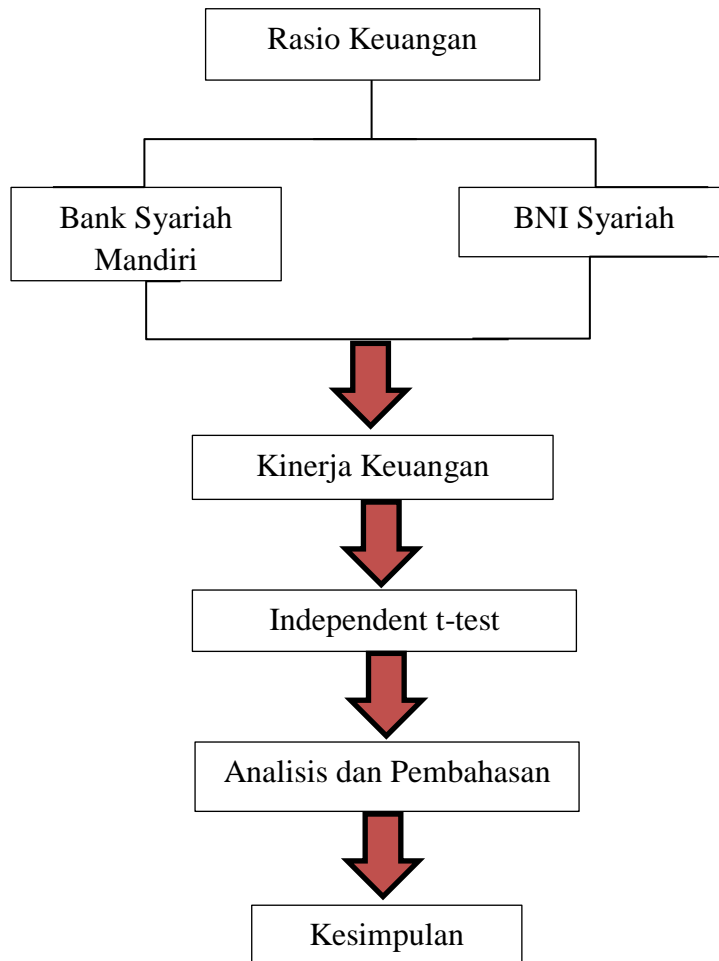 Rasio Keuangan
Bank Syariah
Mandiri
BNI Syariah
Kinerja Keuangan
Independent t-test
Analisis dan Pembahasan
Kesimpulan